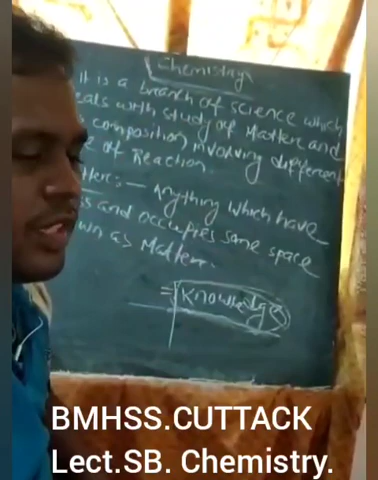 Chemistry
It is a branch of science which
eals with study of Matter and
composition involving different
e of Reaction.
tter:- Anything which have
ss and occupies some space
wn as Matter.
= Knowledge
BMHSS.CUTTACK
Lect.SB. Chemistry.